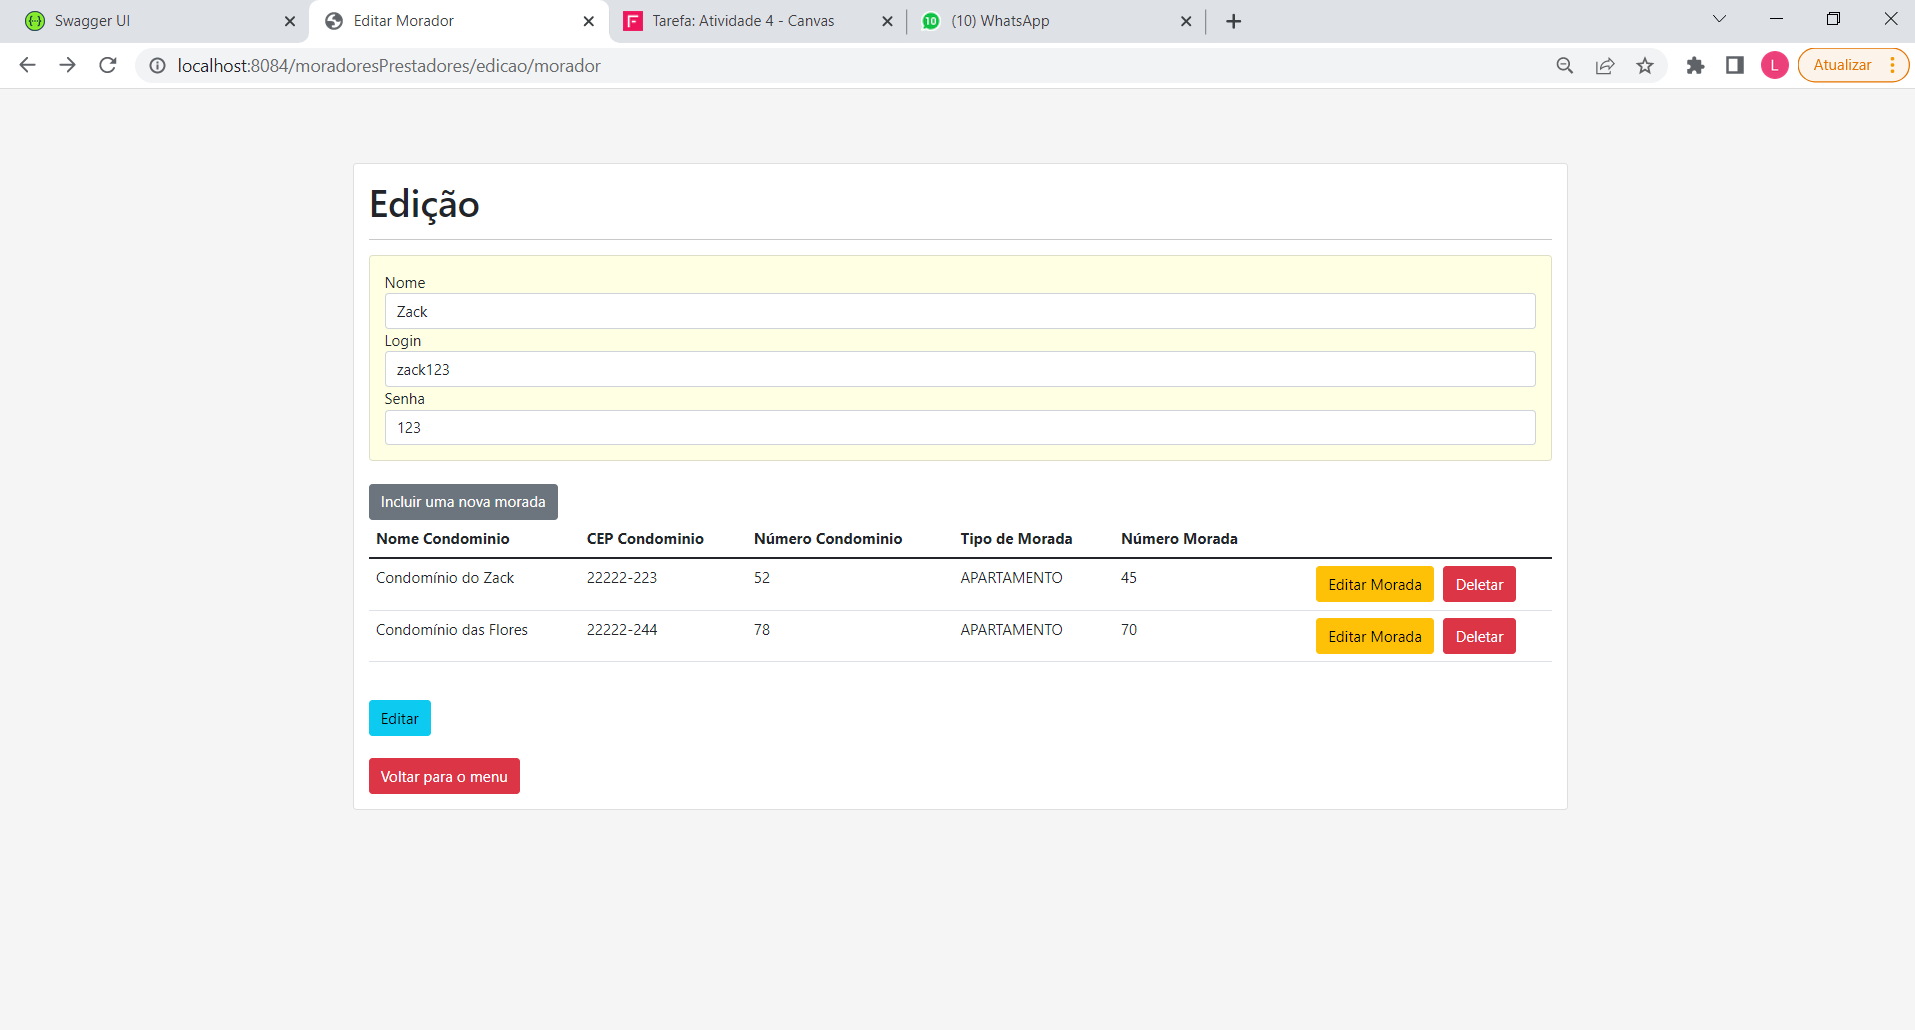 Swagger UI
Editar Morador
Tarefa: Atividade 4 - Canvas
10
(10) WhatsApp
localhost:8084/moradoresPrestadores/edicao/morador
L
Atualizar
Edição
Nome
Zack
Login
zack123
Senha
123
Incluir uma nova morada
Nome Condominio CEP Condominio Número Condominio Tipo de Morada Número Morada
Condomínio do Zack 22222-223 52 APARTAMENTO 45 Editar Morada Deletar
Condomínio das Flores 22222-244 78 APARTAMENTO 70 Editar Morada Deletar
Editar
Voltar para o menu